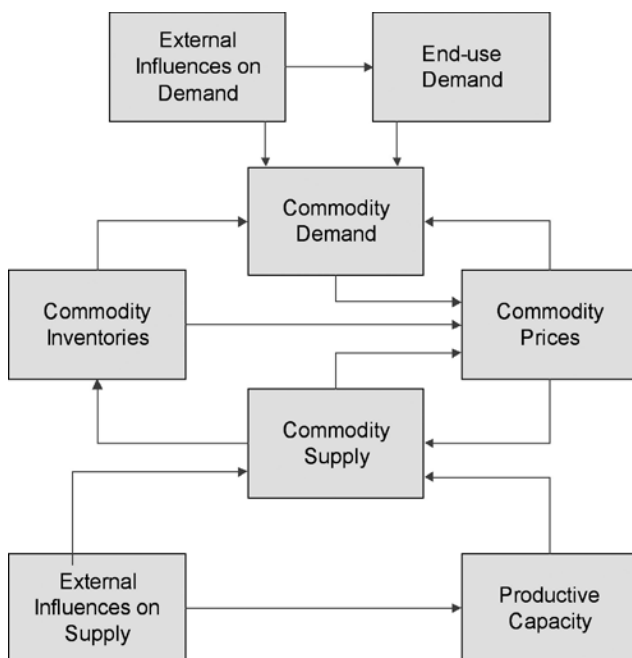 External
Influences on
Demand
End-use
Demand
Commodity
Demand
Commodity
Inventories
Commodity
Prices
Commodity
Supply
External
Influences on
Supply
Productive
Capacity